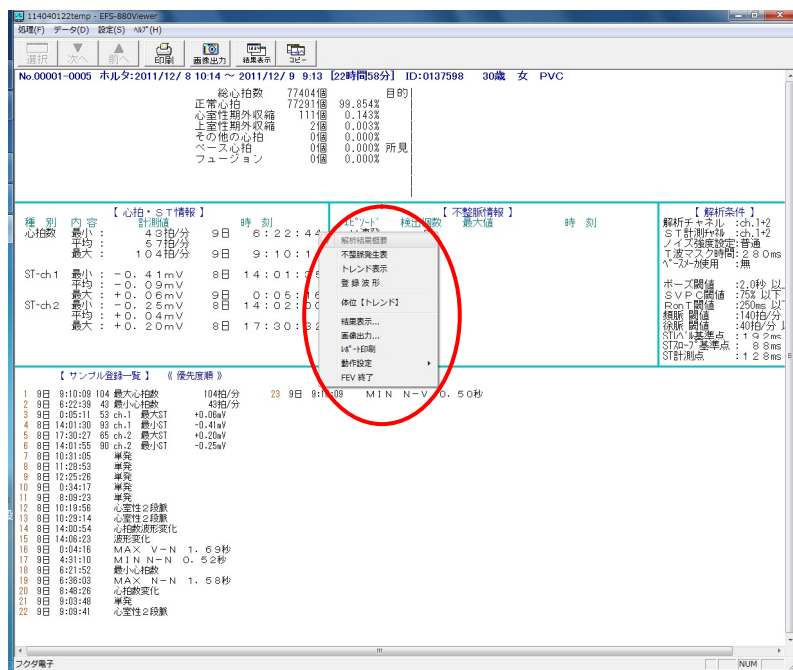 114040122temp - EFS-880Viewer
処理(F) データ(D) 設定(S) ﾍﾙﾌﾟ(H)
選択 次へ 前へ 印刷 画像出力 結果表示 コピー
No.00001-0005 ホルタ:2011/12/ 8 10:14 ～ 2011/12/ 9 9:13 [22時間58分] ID:0137598 30歳 女 PVC
総心拍数 77404個 目的
正常心拍 77291個 99.854%
心室性期外収縮 111個 0.143%
上室性期外収縮 2個 0.003%
その他の心拍 0個 0.000%
ペース心拍 0個 0.000% 所見
フュージョン 0個 0.000%
【 心拍・ＳＴ情報 】
種 別 内 容 計測値 時 刻
心拍数 最小 : ４３拍/分 ９日 ６：２２：４４
平均 : ５７拍/分
最大 : １０４拍/分 ９日 ９：１０：１
ST-ch1 最小 : －０．４１mV ８日 １４：０１：３５
平均 : －０．０９mV
最大 : ＋０．０６mV ９日 ０：０５：１６
ST-ch2 最小 : －０．２５mV ８日 １４：０２：００
平均 : ＋０．０４mV
最大 : ＋０．２０mV ８日 １７：３０：３２
【 不整脈情報 】
ｴﾋﾟｿｰﾄﾞ 検出個数 最大値 時 刻
解析結果概要
不整脈発生表
トレンド表示
登 録 波 形
体位【トレンド】
結果表示...
画像出力...
ﾚﾎﾟｰﾄ印刷
動作設定
FEV 終了
【 解析条件 】
解析チャネル :ch.1+2
ＳＴ計測ﾁｬﾈﾙ :ch.1+2
ノイズ強度設定:普通
Ｔ波マスク時間:２８０ms
ﾍﾟｰｽﾒｰｶ使用 :無
ポーズ閾値 :2.0秒 以
ＳＶＰＣ閾値 :75% 以下
RonＴ閾値 :250ms 以下
頻脈 閾値 :140拍/分
徐脈 閾値 :40拍/分 以
STﾚﾍﾞﾙ基準点 : １９２ms
STｽﾛｰﾌﾟ基準点 : ８８ms
ST計測点 : １２８ms
【 サンプル登録一覧 】 《 優先度順 》
1 9日 9:10:09 104 最大心拍数 104拍/分
2 9日 6:22:39 43 最小心拍数 43拍/分
3 9日 0:05:11 53 ch.1 最大ST +0.06mV
4 8日 14:01:30 93 ch.1 最小ST -0.41mV
5 8日 17:30:27 65 ch.2 最大ST +0.20mV
6 8日 14:01:55 90 ch.2 最小ST -0.25mV
7 8日 10:31:05 単発
8 8日 11:28:53 単発
9 8日 12:25:26 単発
10 9日 0:34:17 単発
11 9日 8:09:23 単発
12 8日 10:19:56 心室性２段脈
13 8日 10:29:14 心室性２段脈
14 8日 14:00:54 心拍数波形変化
15 8日 14:06:23 波形変化
16 9日 0:04:16 ＭＡＸ Ｖ－Ｎ １．６９秒
17 9日 4:31:10 ＭＩＮ Ｎ－Ｎ ０．５２秒
18 9日 6:21:52 最小心拍数
19 9日 6:36:03 ＭＡＸ Ｎ－Ｎ １．５８秒
20 9日 8:48:26 心拍数変化
21 9日 9:03:48 単発
22 9日 9:09:41 心室性２段脈
23 9日 9:1 :09 ＭＩＮ Ｎ－Ｖ ０．５０秒
フクダ電子 NUM